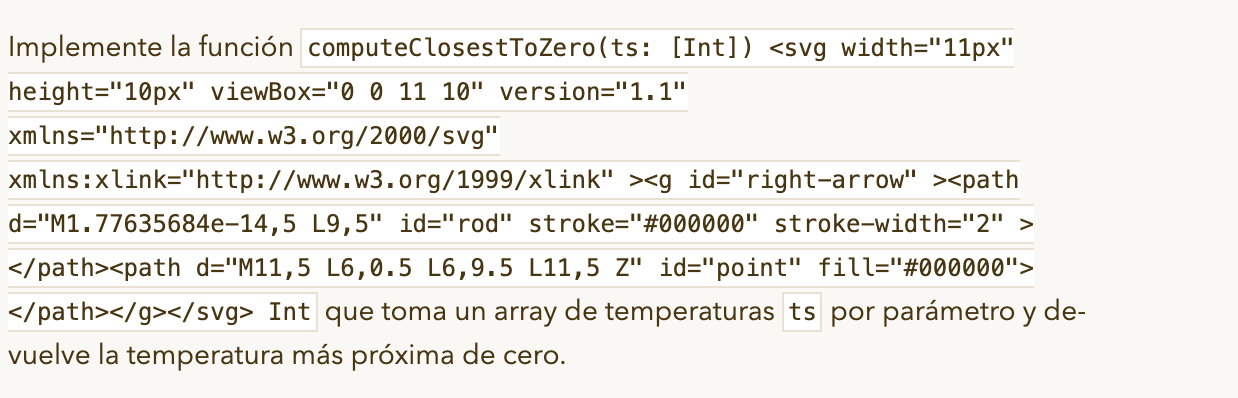 Implemente la función computeClosestToZero(ts: [Int]) <svg width="11px"
height="10px" viewBox="0 0 11 10" version="1.1"
xmlns="http://www.w3.org/2000/svg"
xmlns:xlink="http://www.w3.org/1999/xlink" ><g id="right-arrow" ><path
d="M1.77635684e-14,5 L9,5" id="rod" stroke="#000000" stroke-width="2" >
</path><path d="M11,5 L6,0.5 L6,9.5 L11,5 Z" id="point" fill="#000000">
</path></g></svg> Int que toma un array de temperaturas ts por parámetro y de-
vuelve la temperatura más próxima de cero.